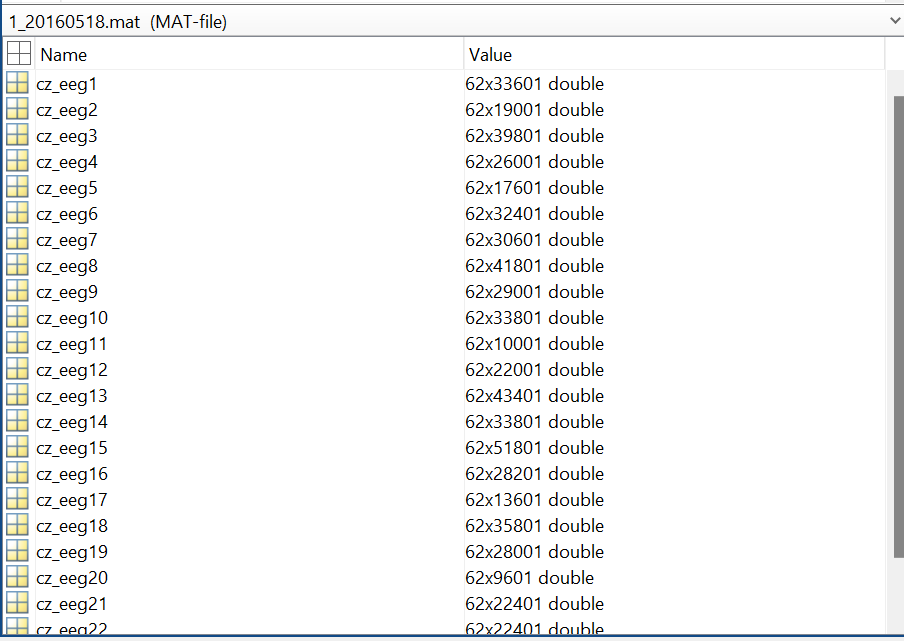 1_20160518.mat (MAT-file)
Name Value
cz_eeg1 62x33601 double
cz_eeg2 62x19001 double
cz_eeg3 62x39801 double
cz_eeg4 62x26001 double
cz_eeg5 62x17601 double
cz_eeg6 62x32401 double
cz_eeg7 62x30601 double
cz_eeg8 62x41801 double
cz_eeg9 62x29001 double
cz_eeg10 62x33801 double
cz_eeg11 62x10001 double
cz_eeg12 62x22001 double
cz_eeg13 62x43401 double
cz_eeg14 62x33801 double
cz_eeg15 62x51801 double
cz_eeg16 62x28201 double
cz_eeg17 62x13601 double
cz_eeg18 62x35801 double
cz_eeg19 62x28001 double
cz_eeg20 62x9601 double
cz_eeg21 62x22401 double
cz_eeg22 62x22401 double